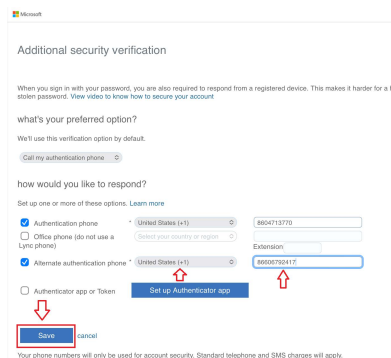 Microsoft
Additional security verification
When you sign in with your password, you are also required to respond from a registered device. This makes it harder for a
stolen password. View video to know how to secure your account
what's your preferred option?
We'll use this verification option by default.
Call my authentication phone
how would you like to respond?
Set up one or more of these options. Learn more
Authentication phone * United States (+1) 8604713770
Office phone (do not use a Select your country or region
Lync phone) Extension
Alternate authentication phone * United States (+1) 86606792417
Authenticator app or Token Set up Authenticator app
Save cancel
Your phone numbers will only be used for account security. Standard telephone and SMS charges will apply.